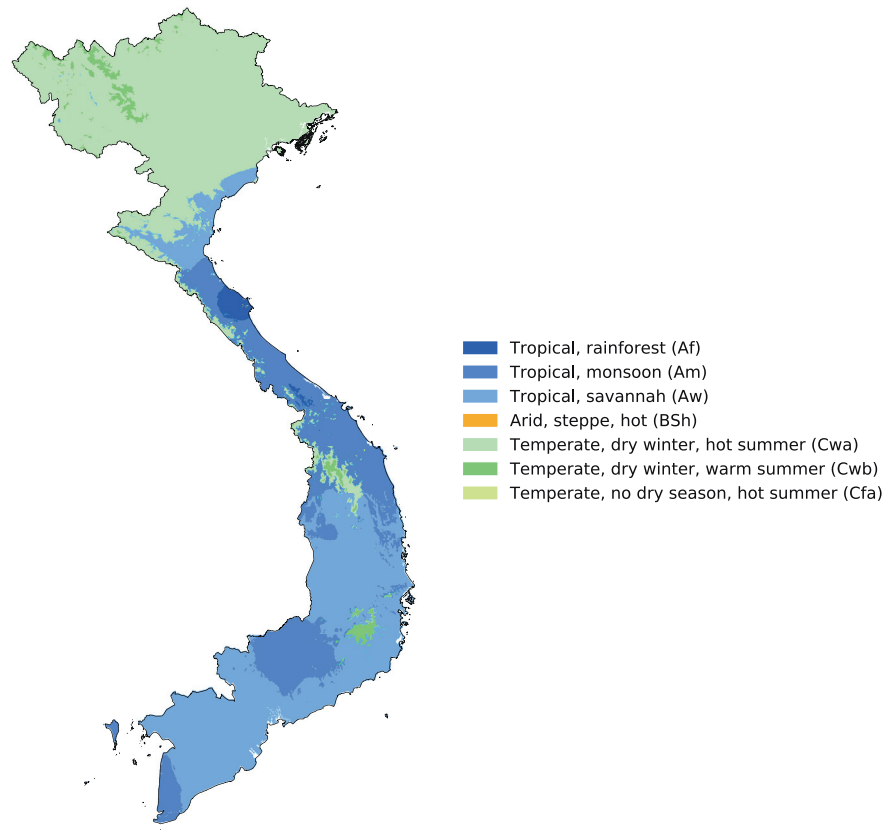 Tropical, rainforest (Af)
Tropical, monsoon (Am)
Tropical, savannah (Aw)
Arid, steppe, hot (BSh)
Temperate, dry winter, hot summer (Cwa)
Temperate, dry winter, warm summer (Cwb)
Temperate, no dry season, hot summer (Cfa)